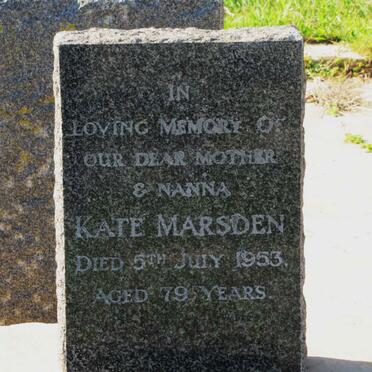 IN
LOVING MEMORY OF
OUR DEAR MOTHER
& NANNA
KATE MARSDEN
DIED 5TH JULY 1953.
AGED 79 YEARS.